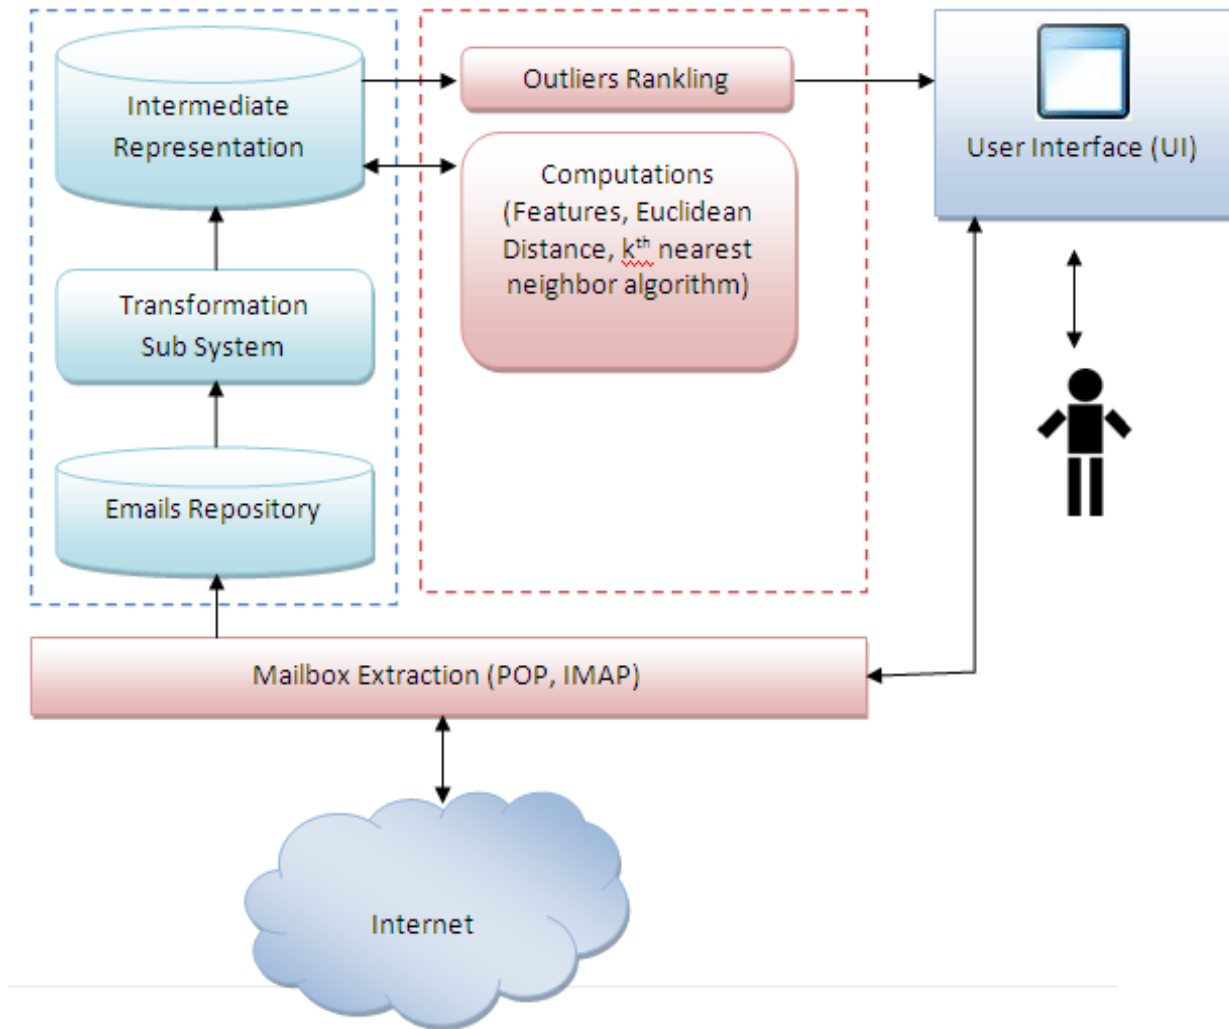 Intermediate
Representation
Outliers Rankling
User Interface (UI)
Computations
(Features, Euclidean
Distance, kth nearest
neighbor algorithm)
Transformation
Sub System
Emails Repository
Mailbox Extraction (POP, IMAP)
Internet